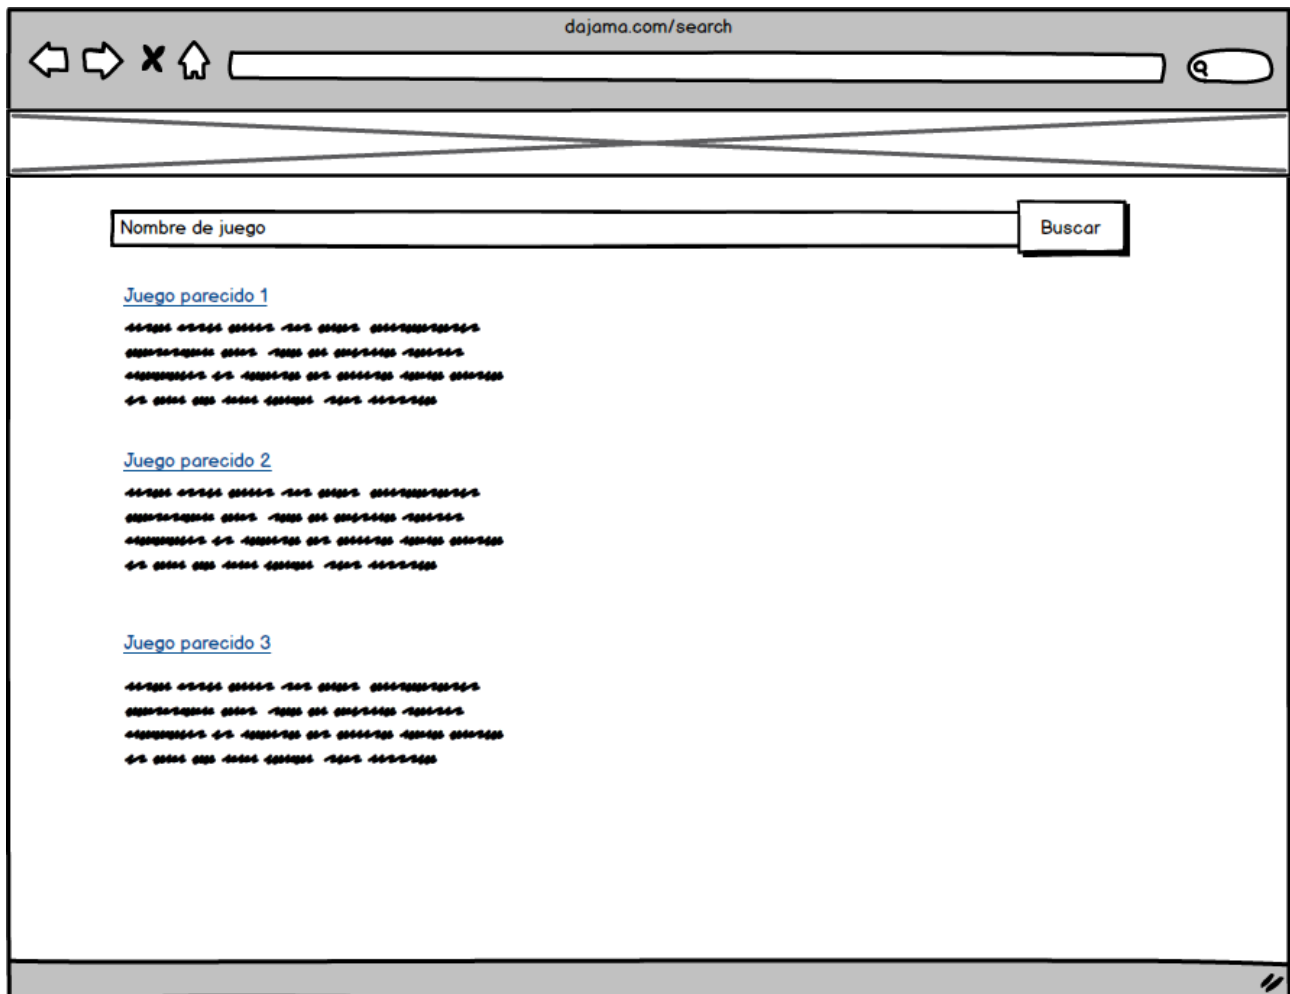 dajama.com/search
Nombre de juego
Buscar
Juego parecido 1
Juego parecido 2
Juego parecido 3